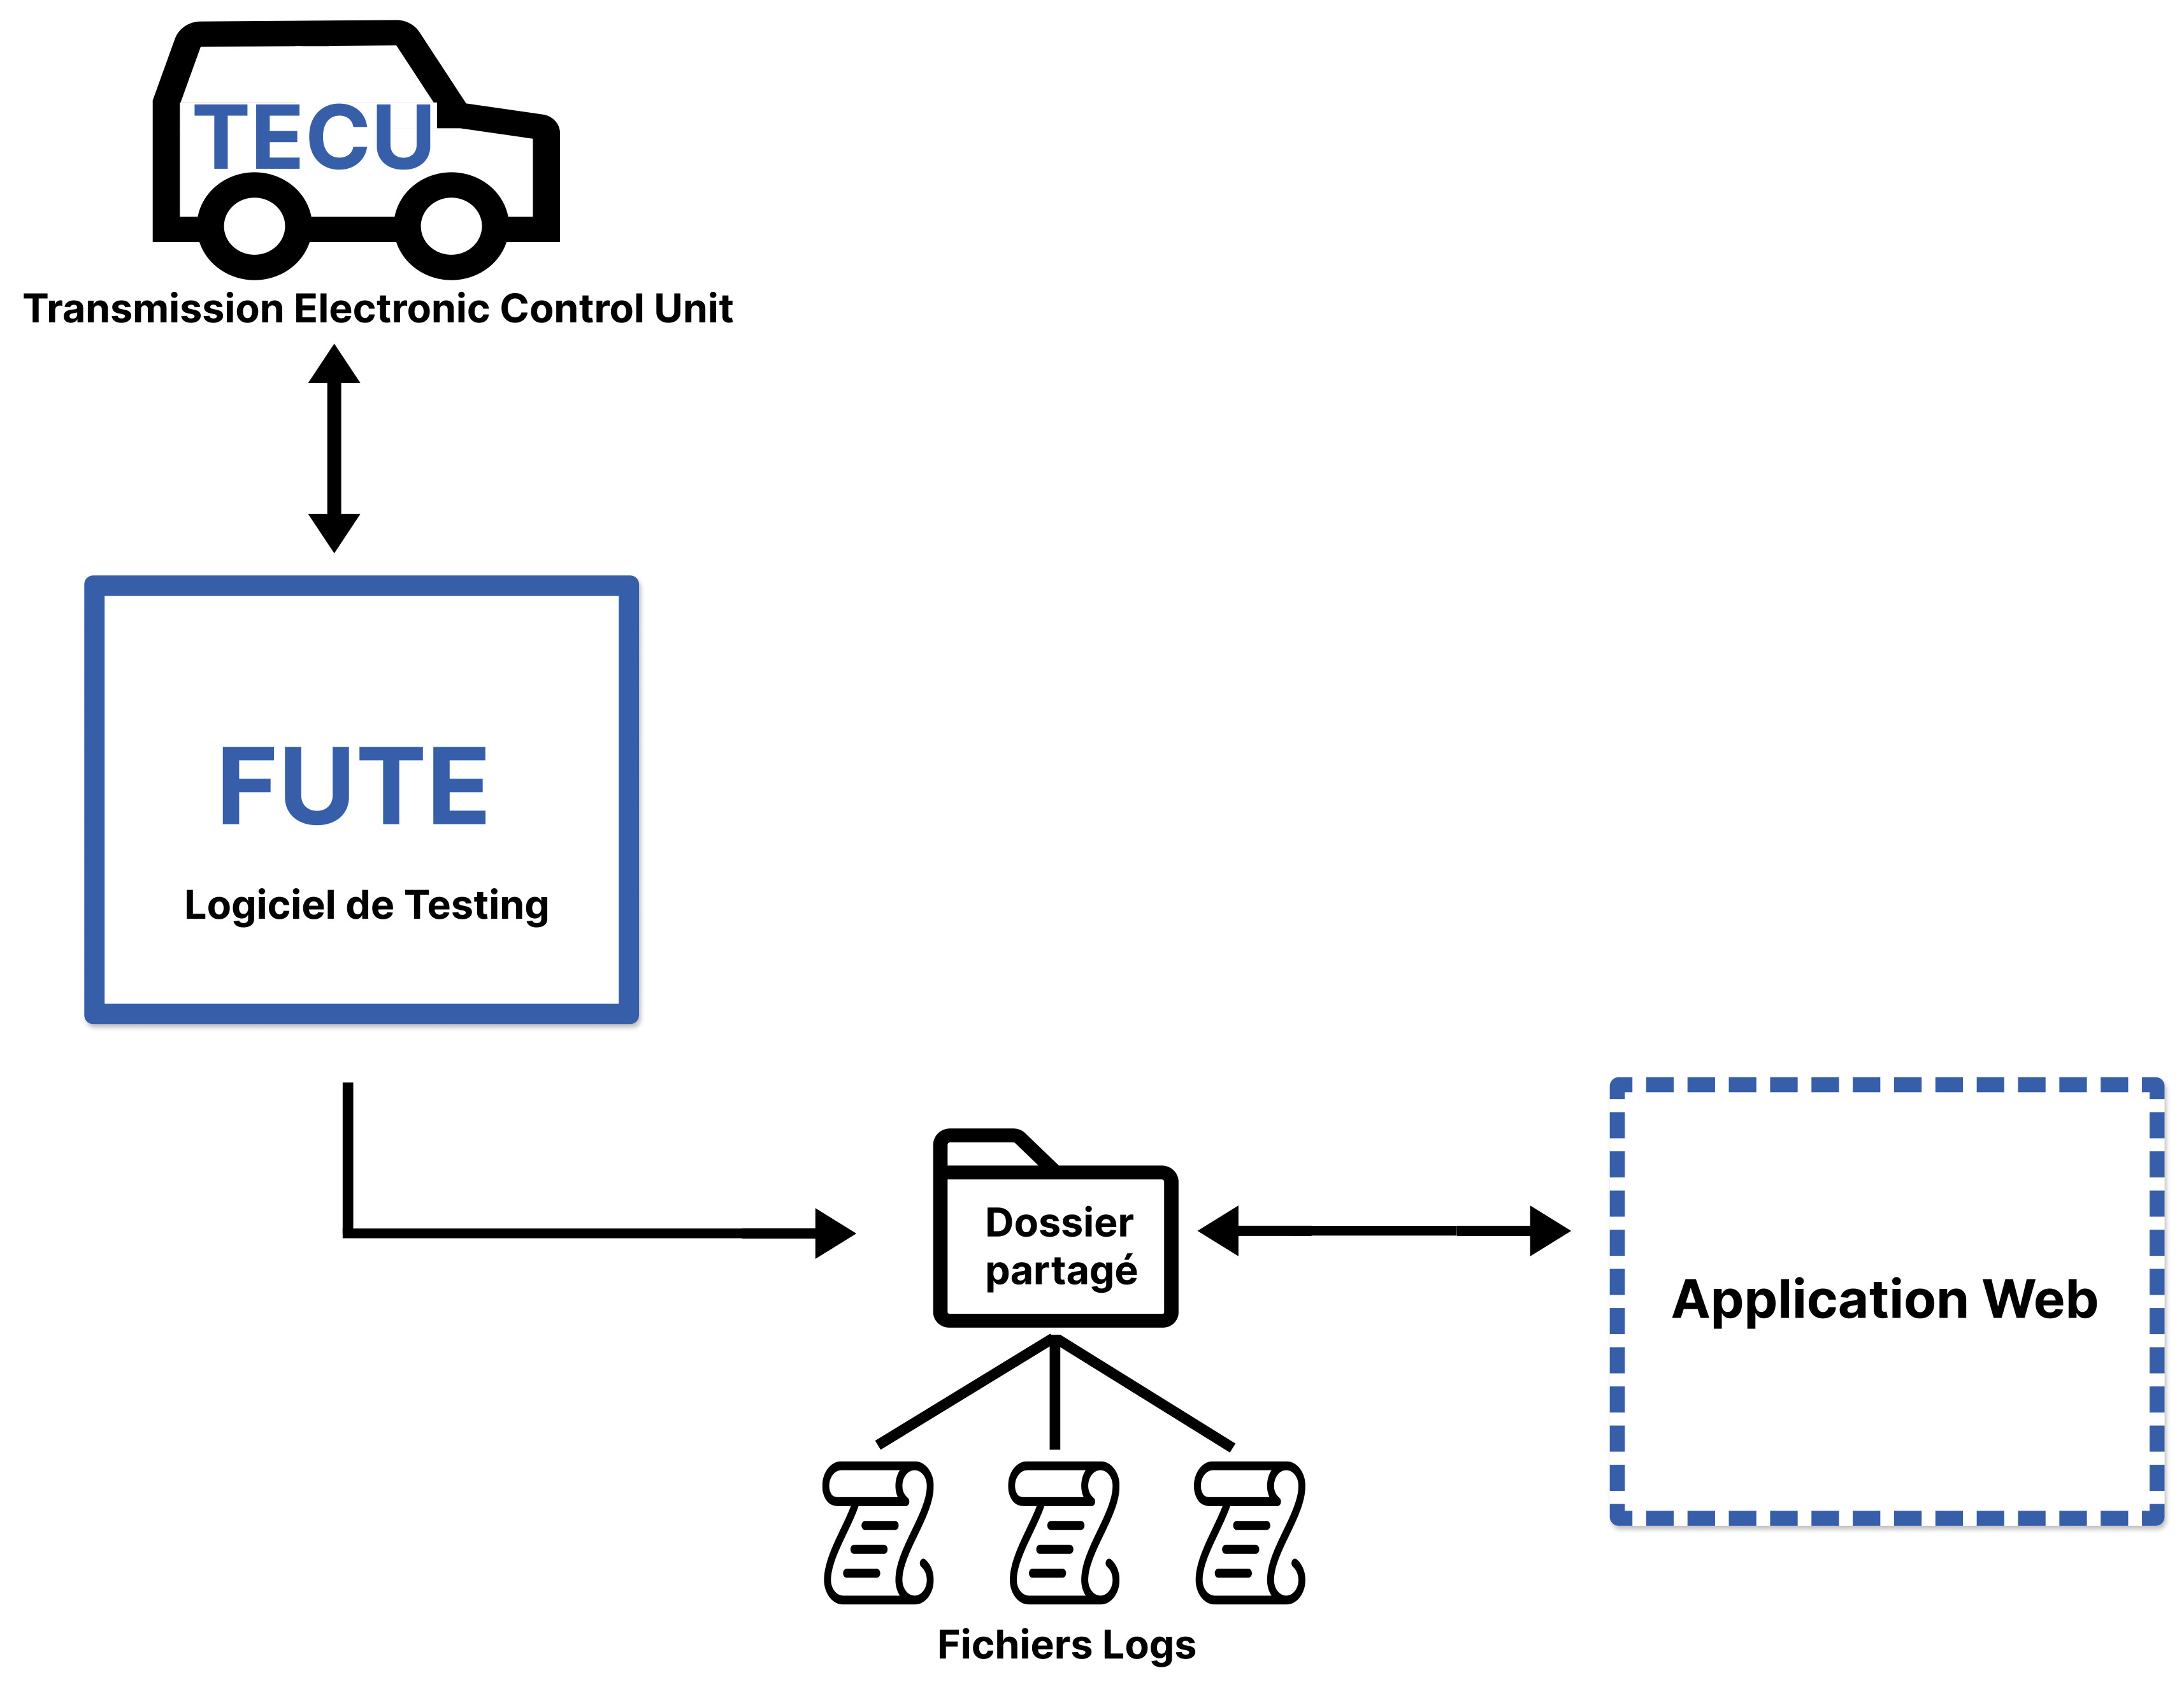 TECU
Transmission Electronic Control Unit
FUTE
Logiciel de Testing
Dossier
partagé
Application Web
Fichiers Logs